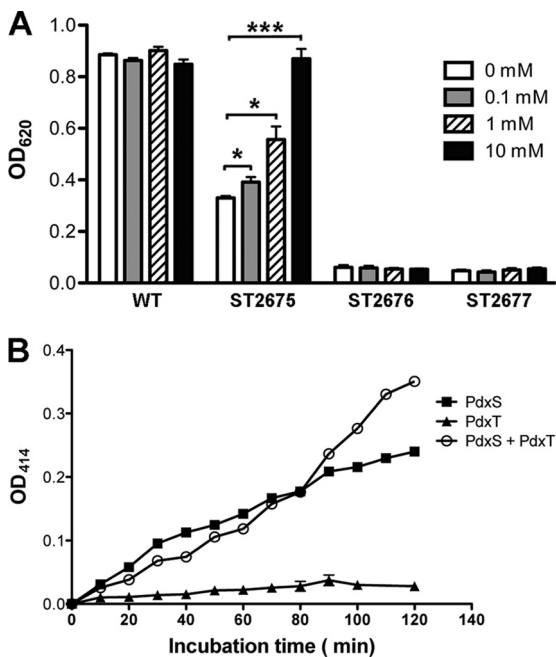 A
***
*
*
0 mM
0.1 mM
1 mM
10 mM
OD620
1.0
0.8
0.6
0.4
0.2
0.0
WT ST2675 ST2676 ST2677
B
PdxS
PdxT
PdxS + PdxT
OD414
0.4
0.3
0.2
0.1
0.0
0 20 40 60 80 100 120 140
Incubation time ( min)